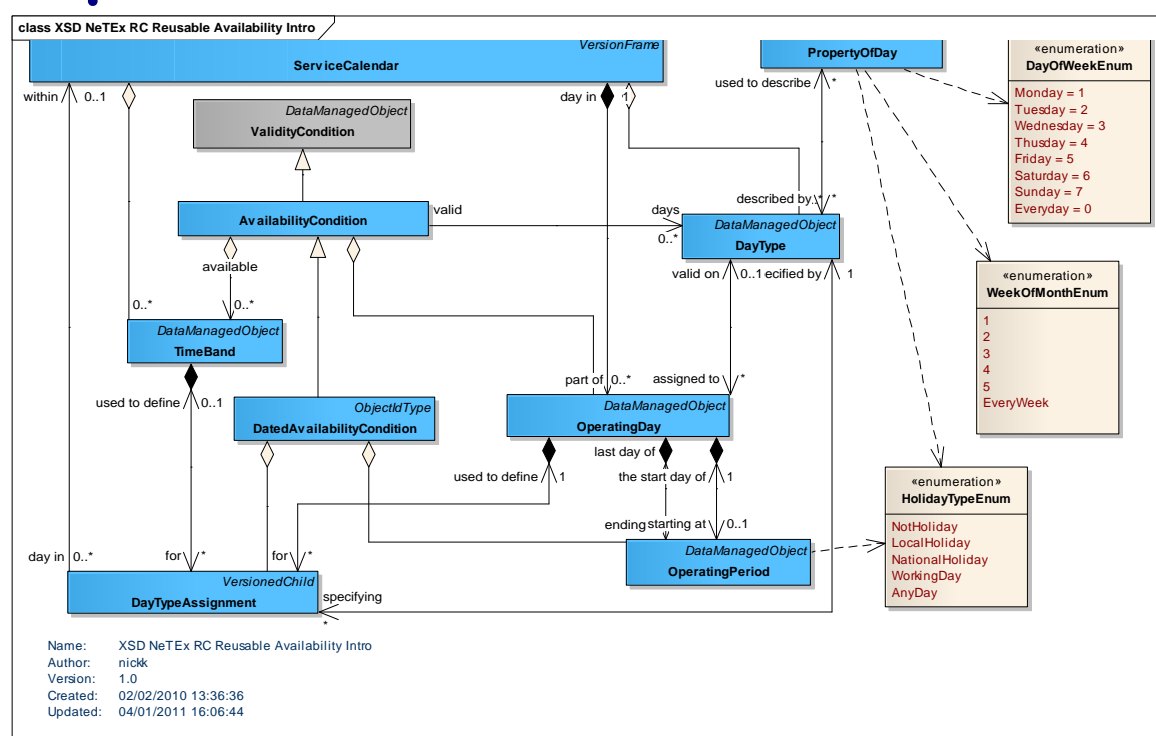 class XSD NeTEx RC Reusable Availability Intro
VersionFrame
ServiceCalendar
PropertyOfDay
«enumeration»
DayOfWeekEnum
Monday = 1
Tuesday = 2
Wednesday = 3
Thusday = 4
Friday = 5
Saturday = 6
Sunday = 7
Everyday = 0
within
0..1
day in
1
used to describe
*
DataManagedObject
ValidityCondition
AvailabilityCondition
valid
days
0..*
described by..*
*
DataManagedObject
DayType
available
valid on
0..1
ecified by
1
«enumeration»
WeekOfMonthEnum
1
2
3
4
5
EveryWeek
0..*
0..*
DataManagedObject
TimeBand
part of
0..*
assigned to
*
used to define
0..1
ObjectIdType
DatedAvailabilityCondition
DataManagedObject
OperatingDay
last day of
used to define
1
the start day of
1
«enumeration»
HolidayTypeEnum
NotHoliday
LocalHoliday
NationalHoliday
WorkingDay
AnyDay
ending
starting at
0..1
DataManagedObject
OperatingPeriod
day in
0..*
for
*
for
*
VersionedChild
DayTypeAssignment
specifying
*
Name: XSD NeTEx RC Reusable Availability Intro
Author: nickk
Version: 1.0
Created: 02/02/2010 13:36:36
Updated: 04/01/2011 16:06:44